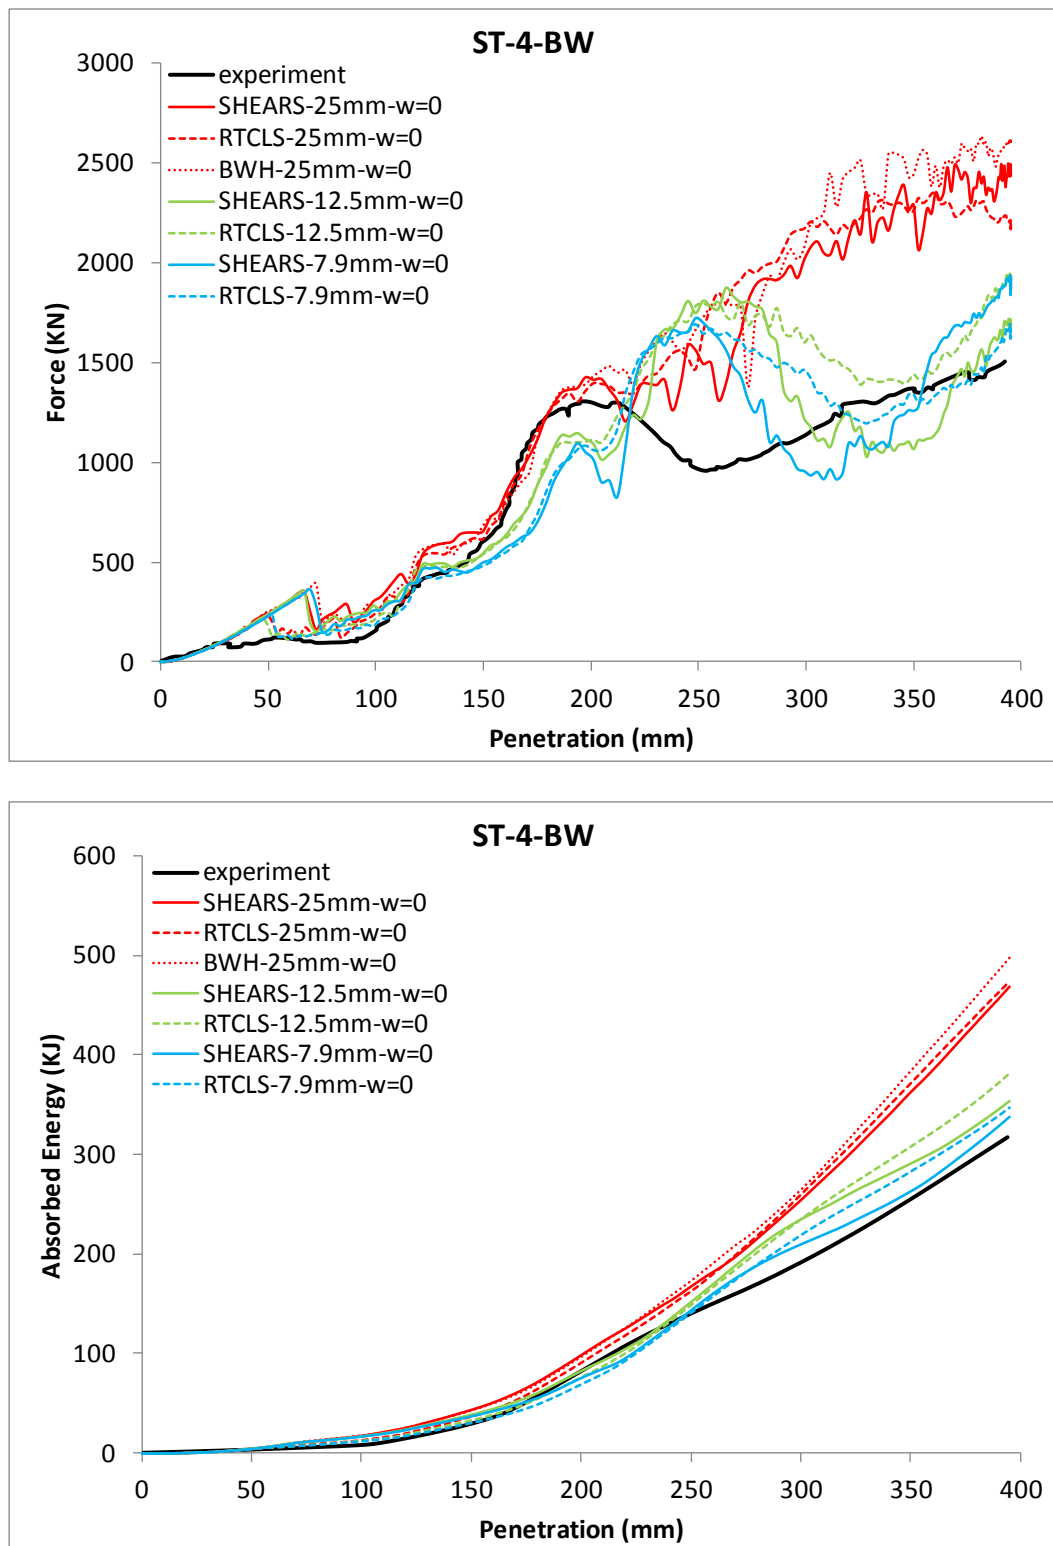 ST-4-BW
3000
2500
2000
1500
1000
500
0
Force (KN)
experiment
SHEARS-25mm-w=0
RTCLS-25mm-w=0
BWH-25mm-w=0
SHEARS-12.5mm-w=0
RTCLS-12.5mm-w=0
SHEARS-7.9mm-w=0
RTCLS-7.9mm-w=0
0 50 100 150 200 250 300 350 400
Penetration (mm)
ST-4-BW
600
500
400
300
200
100
0
Absorbed Energy (KJ)
experiment
SHEARS-25mm-w=0
RTCLS-25mm-w=0
BWH-25mm-w=0
SHEARS-12.5mm-w=0
RTCLS-12.5mm-w=0
SHEARS-7.9mm-w=0
RTCLS-7.9mm-w=0
0 50 100 150 200 250 300 350 400
Penetration (mm)